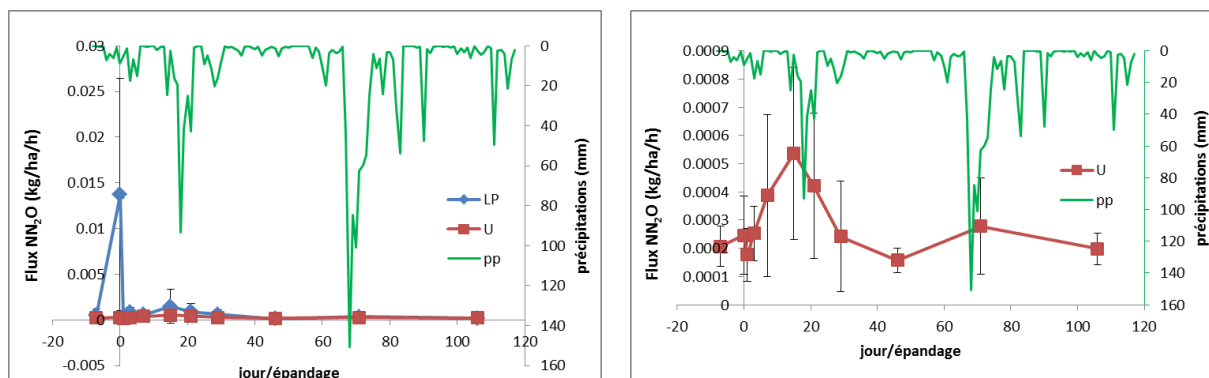 0.03
0.025
0.02
0.015
0.01
0.005
0
-0.005
Flux NN₂O (kg/ha/h)
-20 0 20 40 60 80 100 120
jour/épandage
0
20
40
60
80
100
120
140
160
précipitations (mm)
LP
U
pp
0.0009
0.0008
0.0007
0.0006
0.0005
0.0004
0.0003
0.0002
0.0001
0
Flux NN₂O (kg/ha/h)
-20 0 20 40 60 80 100 120
jour/épandage
0
20
40
60
80
100
120
140
160
précipitations (mm)
U
pp